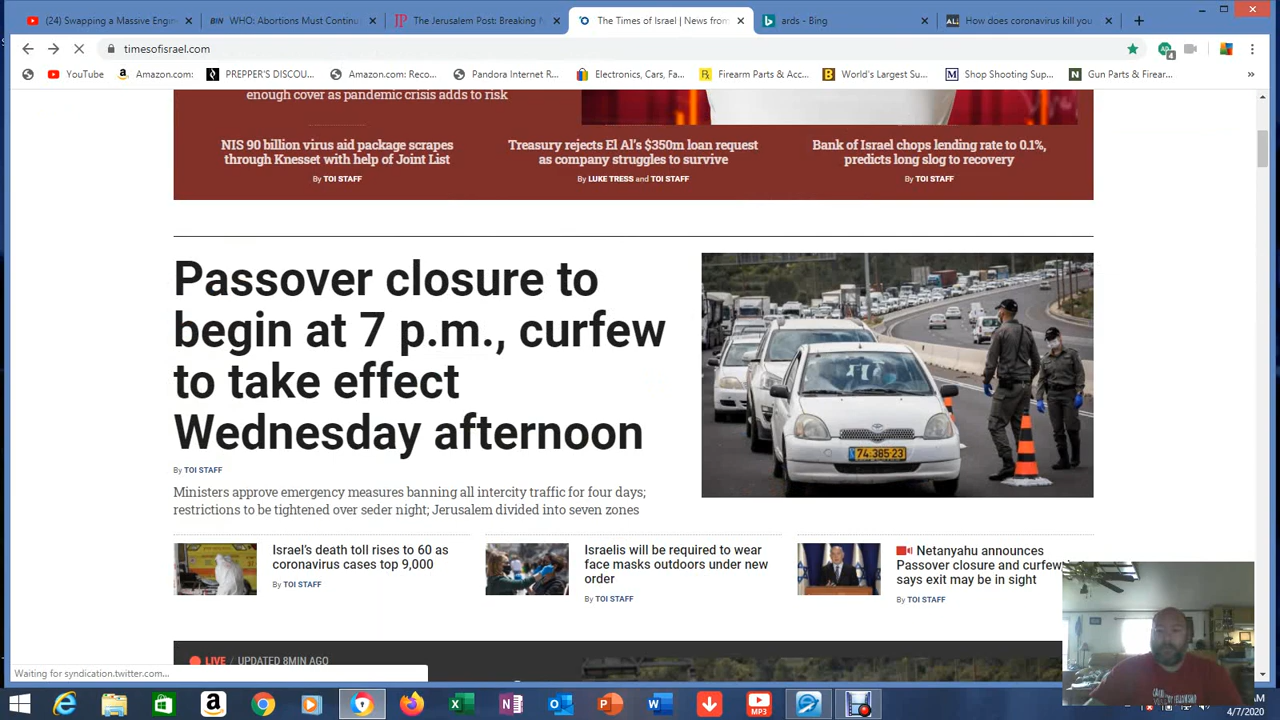 (24) Swapping a Massive Engin
WHO: Abortions Must Continu
The Jerusalem Post: Breaking N
The Times of Israel | News from
ards - Bing
How does coronavirus kill you
timesofisrael.com
YouTube
Amazon.com:
PREPPER'S DISCOU...
Amazon.com: Reco...
Pandora Internet R...
Electronics, Cars, Fa...
Firearm Parts & Acc...
World's Largest Su...
Shop Shooting Sup...
Gun Parts & Firear...
enough cover as pandemic crisis adds to risk
NIS 90 billion virus aid package scrapes
through Knesset with help of Joint List
By TOI STAFF
Treasury rejects El Al's $350m loan request
as company struggles to survive
By LUKE TRESS and TOI STAFF
Bank of Israel chops lending rate to 0.1%,
predicts long slog to recovery
By TOI STAFF
Passover closure to
begin at 7 p.m., curfew
to take effect
Wednesday afternoon
By TOI STAFF
Ministers approve emergency measures banning all intercity traffic for four days;
restrictions to be tightened over seder night; Jerusalem divided into seven zones
74.385.23
Israel's death toll rises to 60 as
coronavirus cases top 9,000
By TOI STAFF
Israelis will be required to wear
face masks outdoors under new
order
By TOI STAFF
Netanyahu announces
Passover closure and curfew,
says exit may be in sight
By TOI STAFF
LIVE / UPDATED 8MIN AGO
Waiting for syndication.twitter.com...
4/7/2020